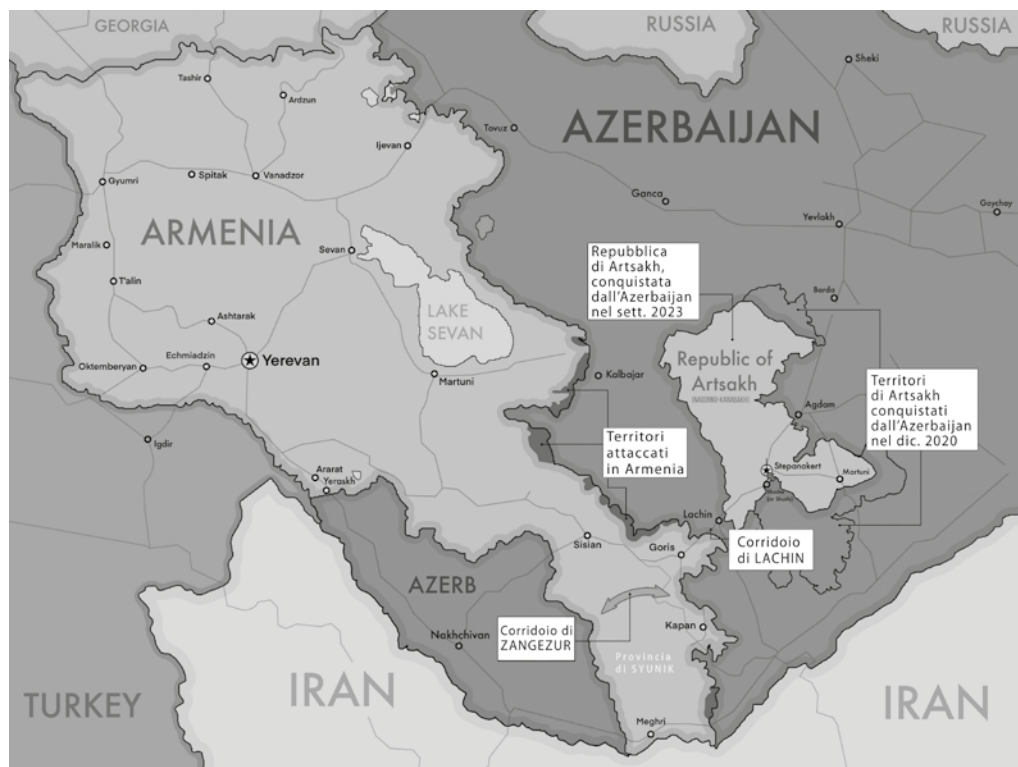 GEORGIA
RUSSIA
RUSSIA
Tashir
Ardzun
Sheki
Tovuz
AZERBAIJAN
Ijevan
Gyumri
Spitak
Vanadzor
Ganca
Goychay
Yevlakh
ARMENIA
Maralik
Sevan
Repubblica
di Artsakh,
conquistata
dall'Azerbaijan
nel sett. 2023
T'alin
Barda
LAKE
SEVAN
Ashtarak
Echmiadzin
Yerevan
Oktemberyan
Martuni
Kalbajar
Republic of
Artsakh
(NAGORNO-KARABAKH)
Territori
di Artsakh
conquistati
dall'Azerbaijan
nel dic. 2020
Agdam
Igdir
Territori
attaccati
in Armenia
Ararat
Yeraskh
Stepanakert
Martuni
(or Shushi)
Lachin
Sisian
Goris
Corridoio
di LACHIN
AZERB
Nakhchivan
Corridoio di
ZANGEZUR
Kapan
Provincia
di SYUNIK
IRAN
TURKEY
Meghri
IRAN